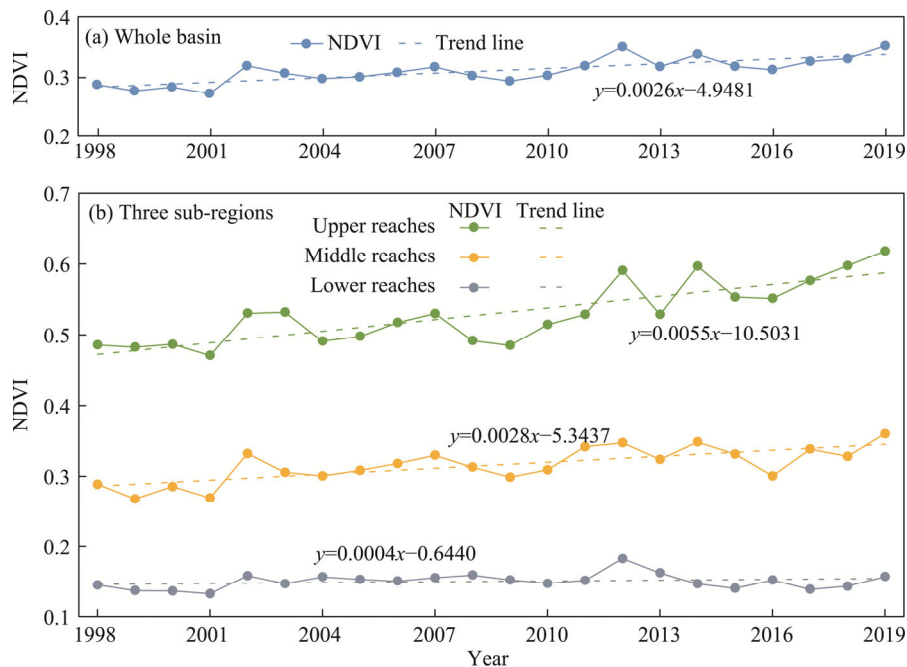 0.4
(a) Whole basin
NDVI
Trend line
0.3
NDVI
y=0.0026x−4.9481
0.2
1998 2001 2004 2007 2010 2013 2016 2019
0.7
(b) Three sub-regions
NDVI Trend line
Upper reaches
Middle reaches
Lower reaches
0.6
0.5
y=0.0055x−10.5031
NDVI
0.4
y=0.0028x−5.3437
0.3
0.2
y=0.0004x−0.6440
0.1
1998 2001 2004 2007 2010 2013 2016 2019
Year